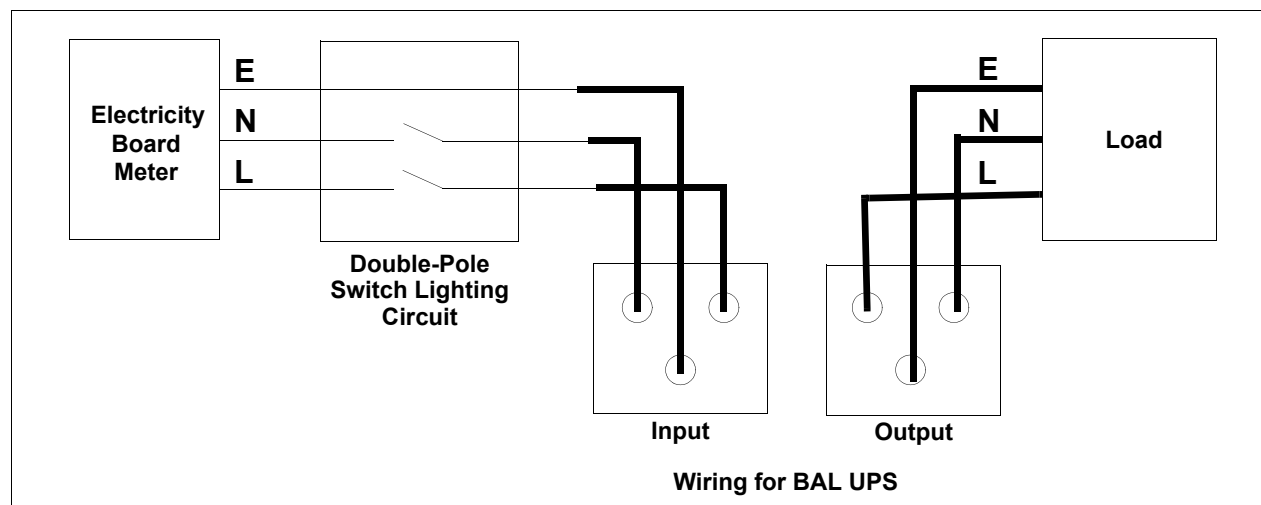 Electricity
Board
Meter
E
N
L
Double-Pole
Switch Lighting
Circuit
Input
E
N
L
Load
Output
Wiring for BAL UPS